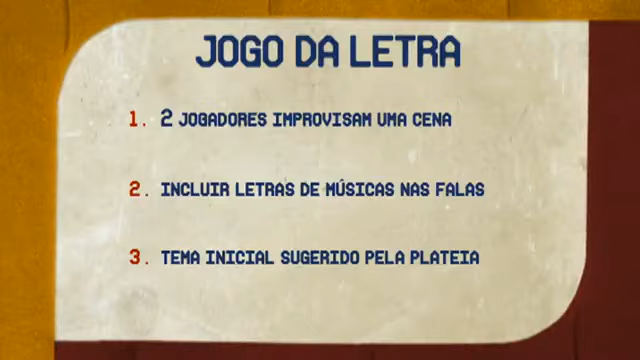 JOGO DA LETRA
1. 2 JOGADORES IMPROVISAM UMA CENA
2. INCLUIR LETRAS DE MÚSICAS NAS FALAS
3. TEMA INICIAL SUGERIDO PELA PLATEIA